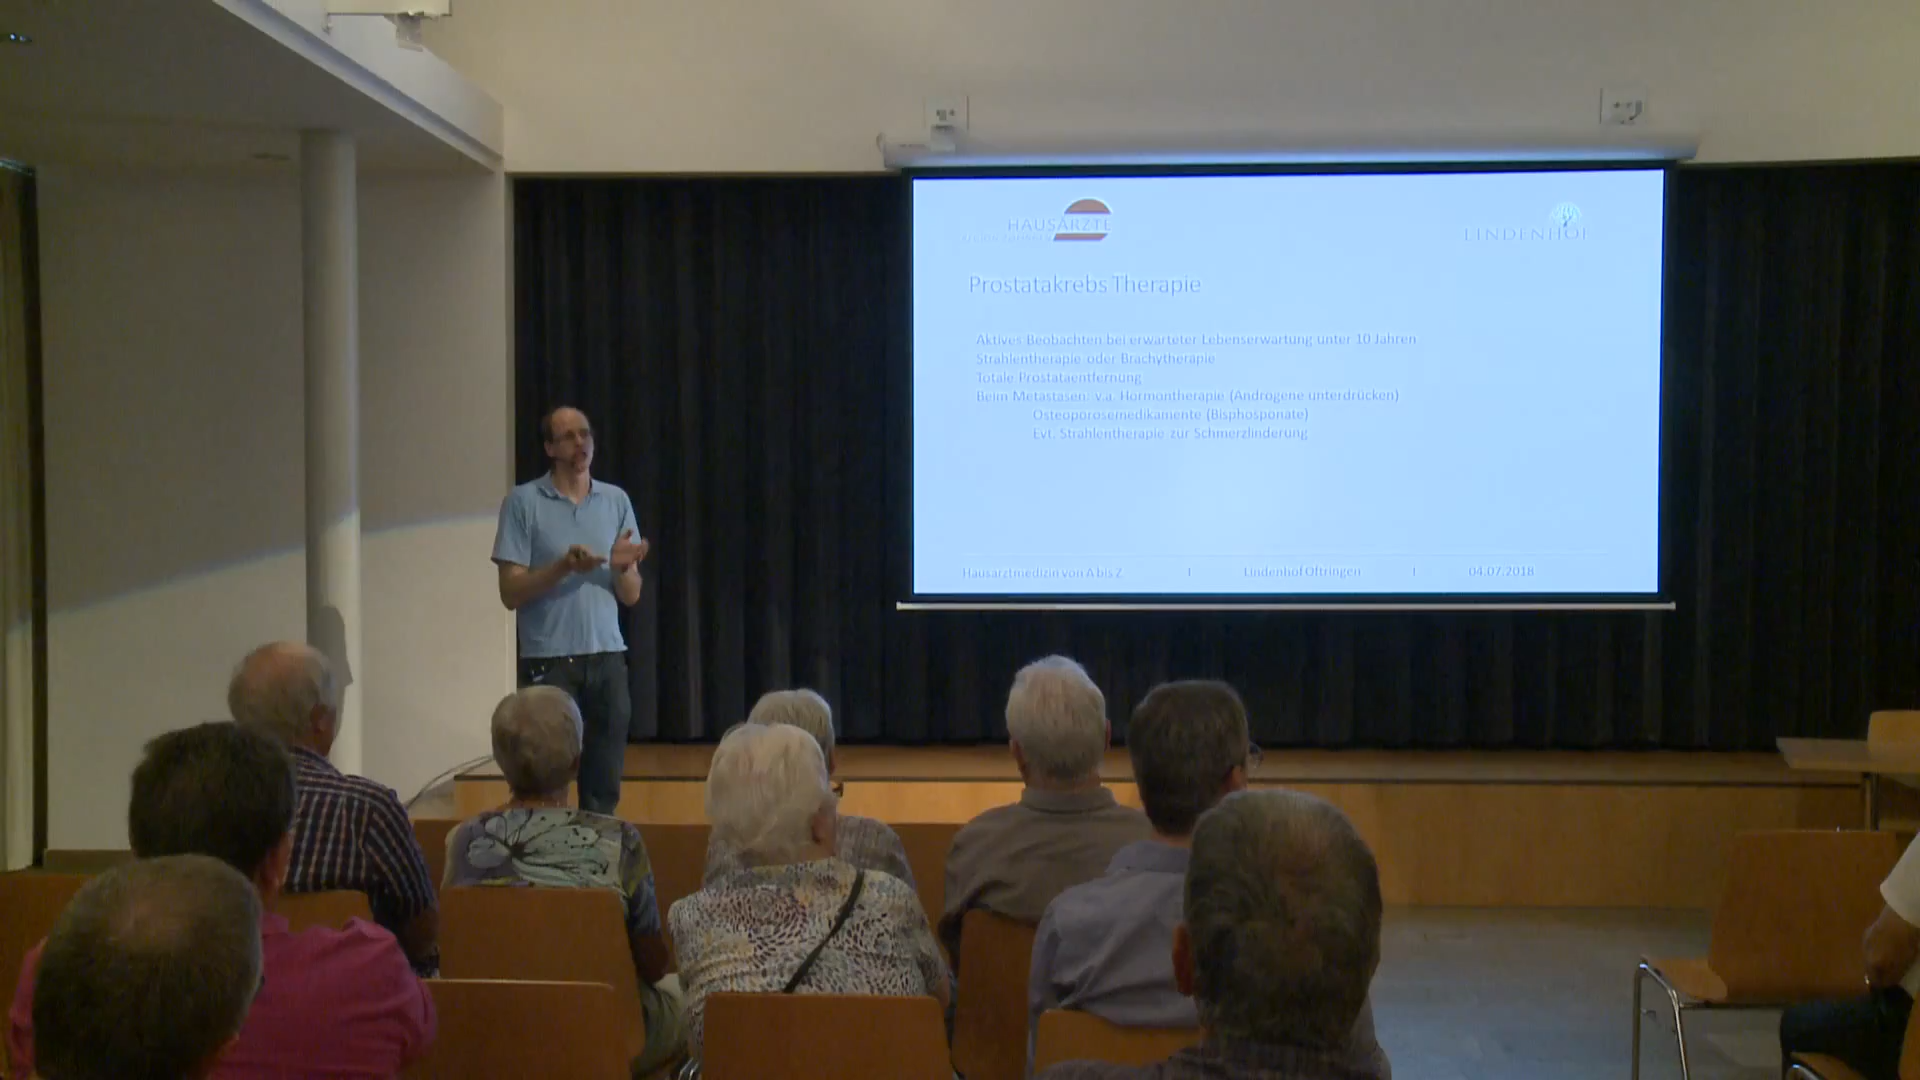 HAUSÄRZTE
LINDENHOF
Prostatakrebs Therapie
Aktives Beobachten bei erwarteter Lebenserwartung unter 10 Jahren
Strahlentherapie oder Brachytherapie
Totale Prostataentfernung
Beim Metastasen: v.a. Hormontherapie (Androgene unterdrücken)
Osteoporosemedikamente (Bisphosponate)
Evt. Strahlentherapie zur Schmerzlinderung
Hausarztmedizin von A bis Z | Lindenhof Oftringen | 04.07.2018